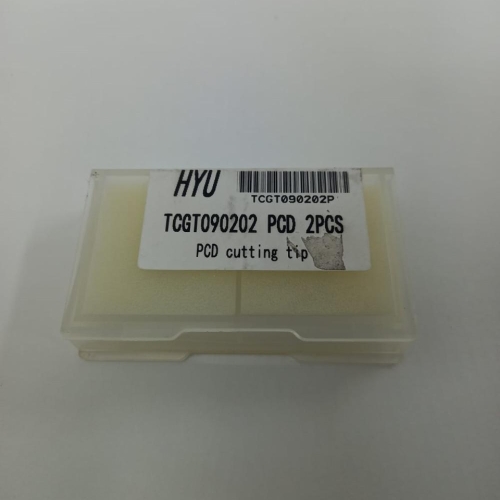 HYU
TCGT090202P
TCGT090202 PCD 2PCS
PCD cutting tip